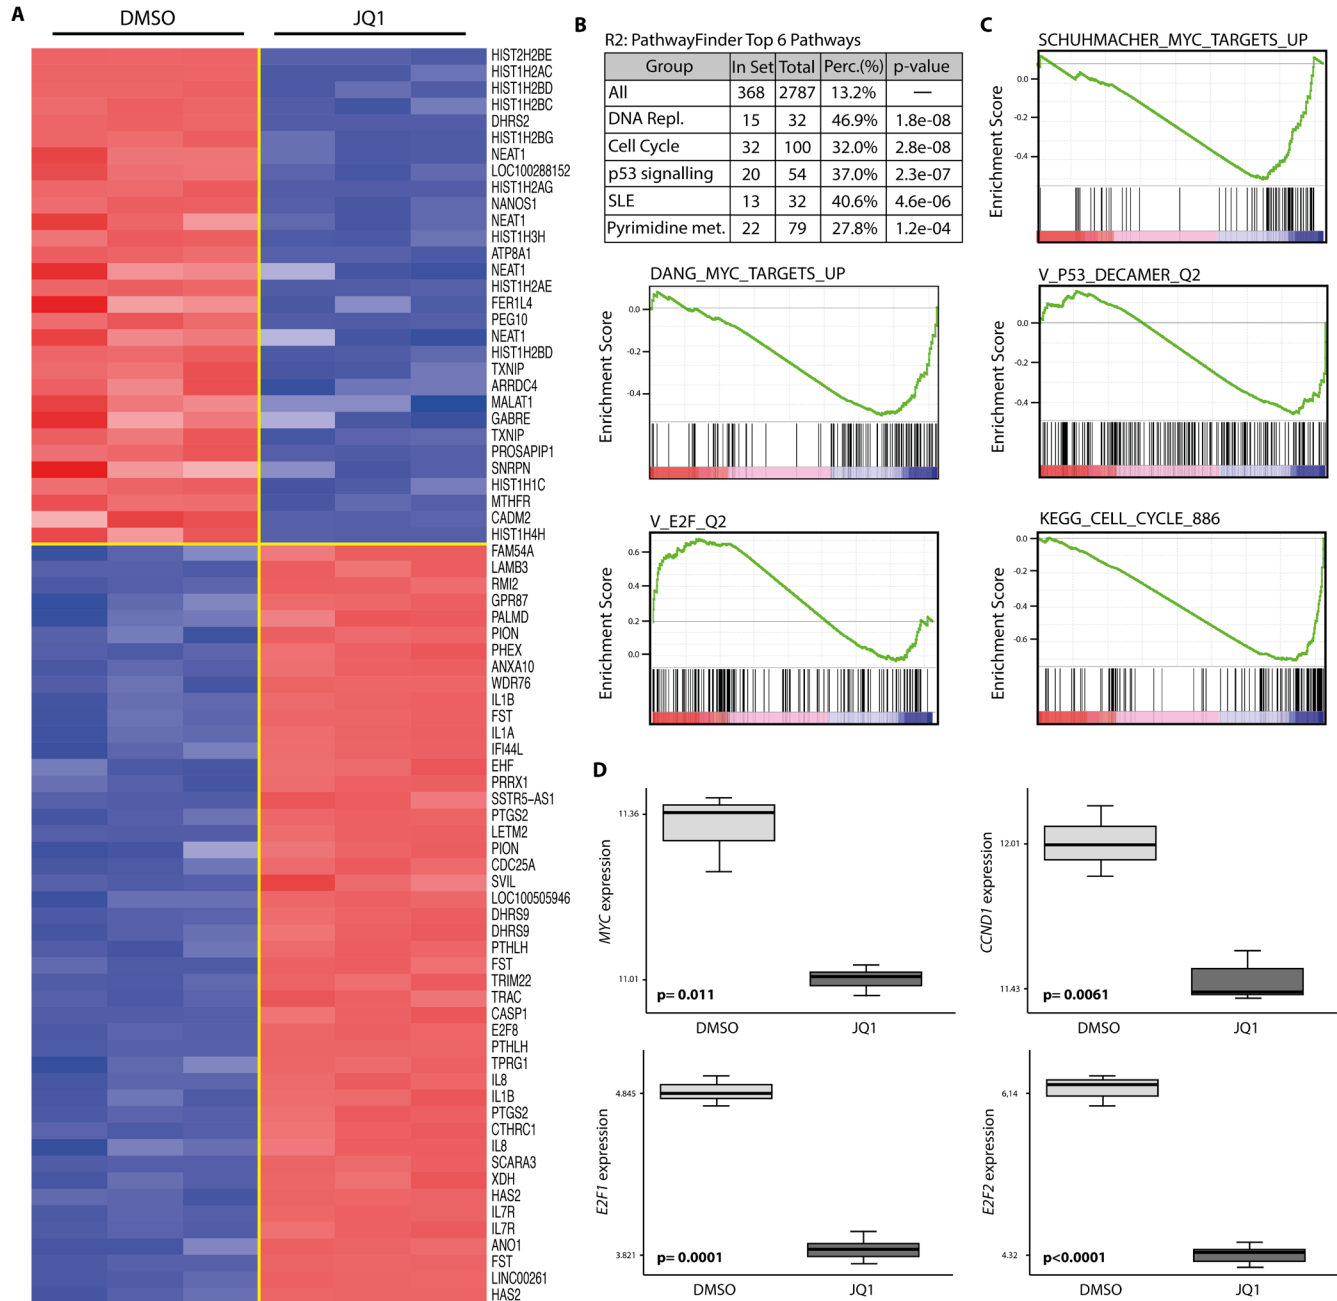 A
DMSO
JQ1
HIST2H2BE
HIST1H2AC
HIST1H2BD
HIST1H2BC
DHRS2
HIST1H2BG
NEAT1
LOC100288152
HIST1H2AG
NANOS1
NEAT1
HIST1H3H
ATP8A1
NEAT1
HIST1H2AE
FER1L4
PEG10
NEAT1
HIST1H2BD
TXNIP
ARRDC4
MALAT1
GABRE
TXNIP
PROSAPIP1
SNRPN
HIST1H1C
MTHFR
CADM2
HIST1H4H
FAM54A
LAMB3
RMI2
GPR87
PALMD
PION
PHEX
ANXA10
WDR76
IL1B
FST
IL1A
IFI44L
EHF
PRRX1
SSTR5-AS1
PTGS2
LETM2
PION
CDC25A
SVIL
LOC100505946
DHRS9
DHRS9
PTHLH
FST
TRIM22
TRAC
CASP1
E2F8
PTHLH
TPRG1
IL8
IL1B
PTGS2
CTHRC1
IL8
SCARA3
XDH
HAS2
IL7R
IL7R
ANO1
FST
LINC00261
HAS2
B
R2: PathwayFinder Top 6 Pathways
Group In Set Total Perc.(%) p-value
All 368 2787 13.2% —
DNA Repl. 15 32 46.9% 1.8e-08
Cell Cycle 32 100 32.0% 2.8e-08
p53 signalling 20 54 37.0% 2.3e-07
SLE 13 32 40.6% 4.6e-06
Pyrimidine met. 22 79 27.8% 1.2e-04
DANG_MYC_TARGETS_UP
Enrichment Score
0.0
-0.2
-0.4
V_E2F_Q2
Enrichment Score
0.6
0.4
0.2
0.0
C
SCHUHMACHER_MYC_TARGETS_UP
Enrichment Score
0.0
-0.2
-0.4
V_P53_DECAMER_Q2
Enrichment Score
0.0
-0.2
-0.4
KEGG_CELL_CYCLE_886
Enrichment Score
0.0
-0.2
-0.4
-0.6
D
MYC expression
11.36
11.01
p= 0.011
DMSO
JQ1
CCND1 expression
12.01
11.43
p= 0.0061
DMSO
JQ1
E2F1 expression
4.845
3.821
p= 0.0001
DMSO
JQ1
E2F2 expression
6,14
4.32
p<0.0001
DMSO
JQ1